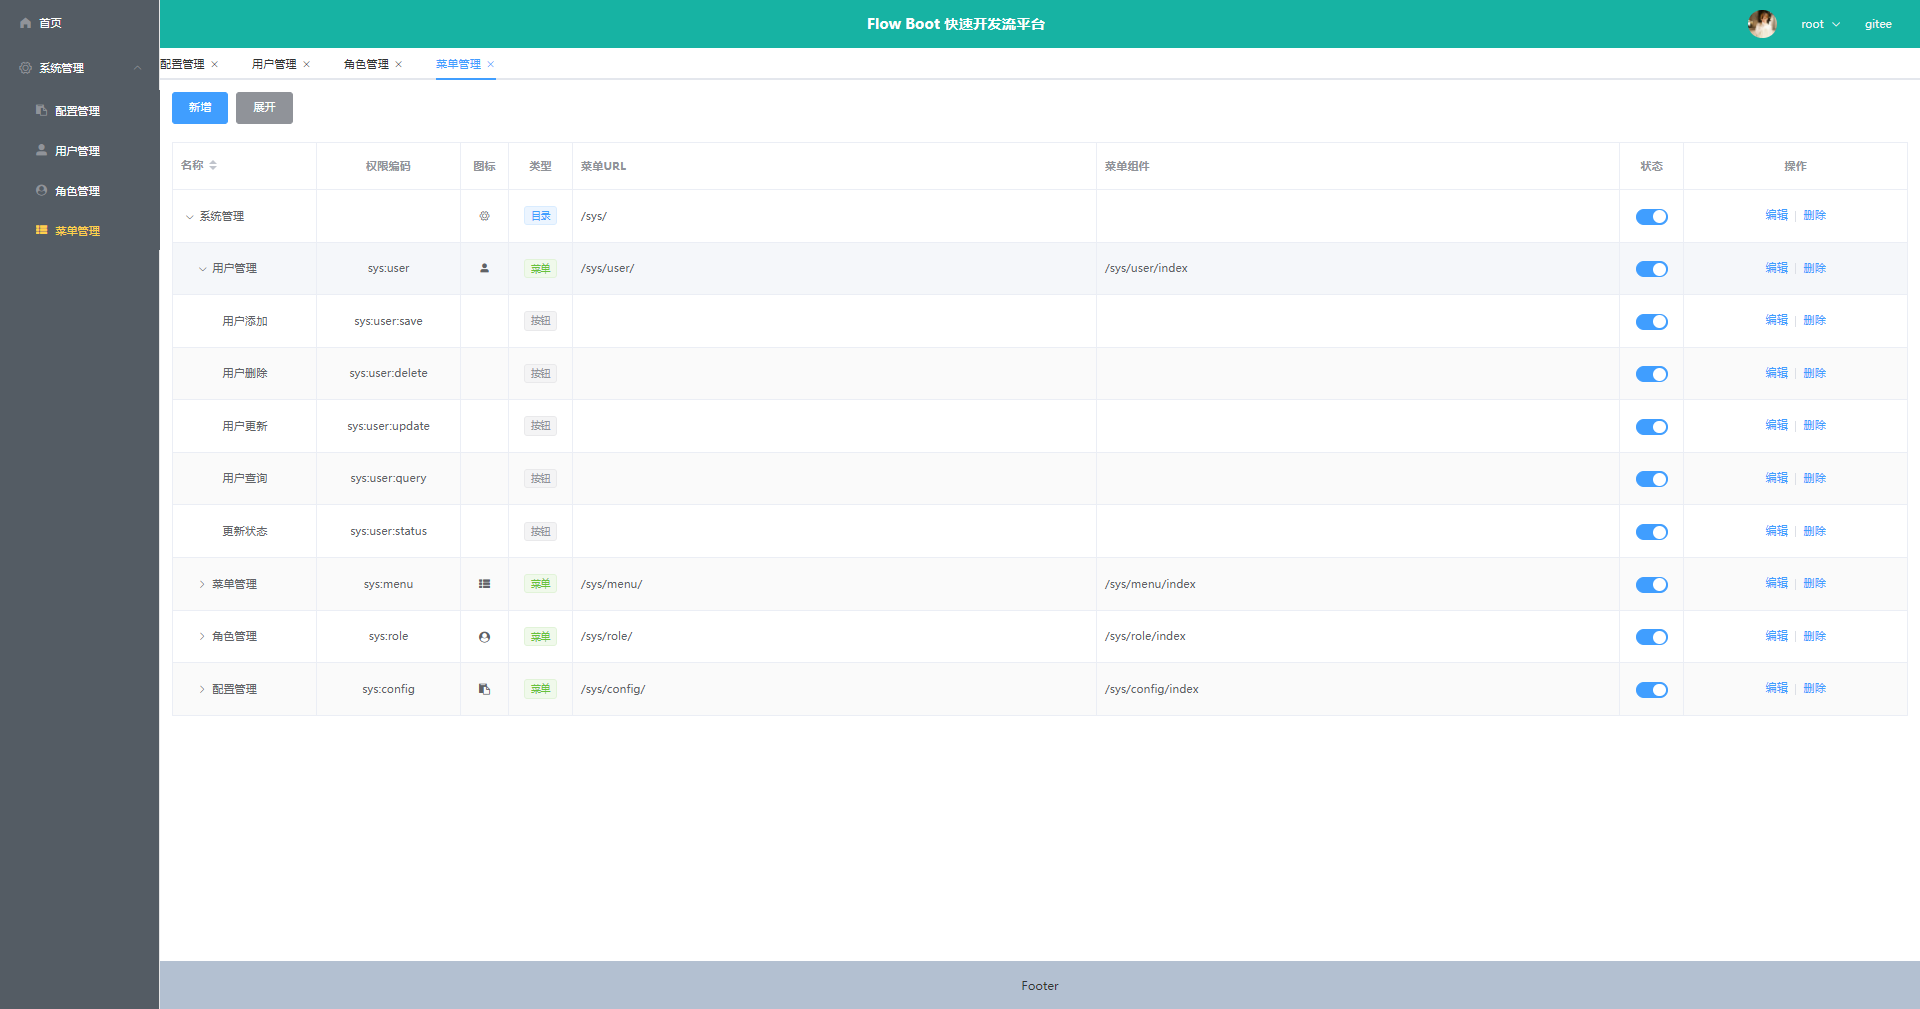 首页
系统管理
配置管理
用户管理
角色管理
菜单管理
Flow Boot 快速开发流平台
root
gitee
配置管理 用户管理 角色管理 菜单管理
新增 展开
名称 权限编码 图标 类型 菜单URL 菜单组件 状态 操作
系统管理 目录 /sys/ 编辑 删除
用户管理 sys:user 菜单 /sys/user/ /sys/user/index 编辑 删除
用户添加 sys:user:save 按钮 编辑 删除
用户删除 sys:user:delete 按钮 编辑 删除
用户更新 sys:user:update 按钮 编辑 删除
用户查询 sys:user:query 按钮 编辑 删除
更新状态 sys:user:status 按钮 编辑 删除
菜单管理 sys:menu 菜单 /sys/menu/ /sys/menu/index 编辑 删除
角色管理 sys:role 菜单 /sys/role/ /sys/role/index 编辑 删除
配置管理 sys:config 菜单 /sys/config/ /sys/config/index 编辑 删除
Footer